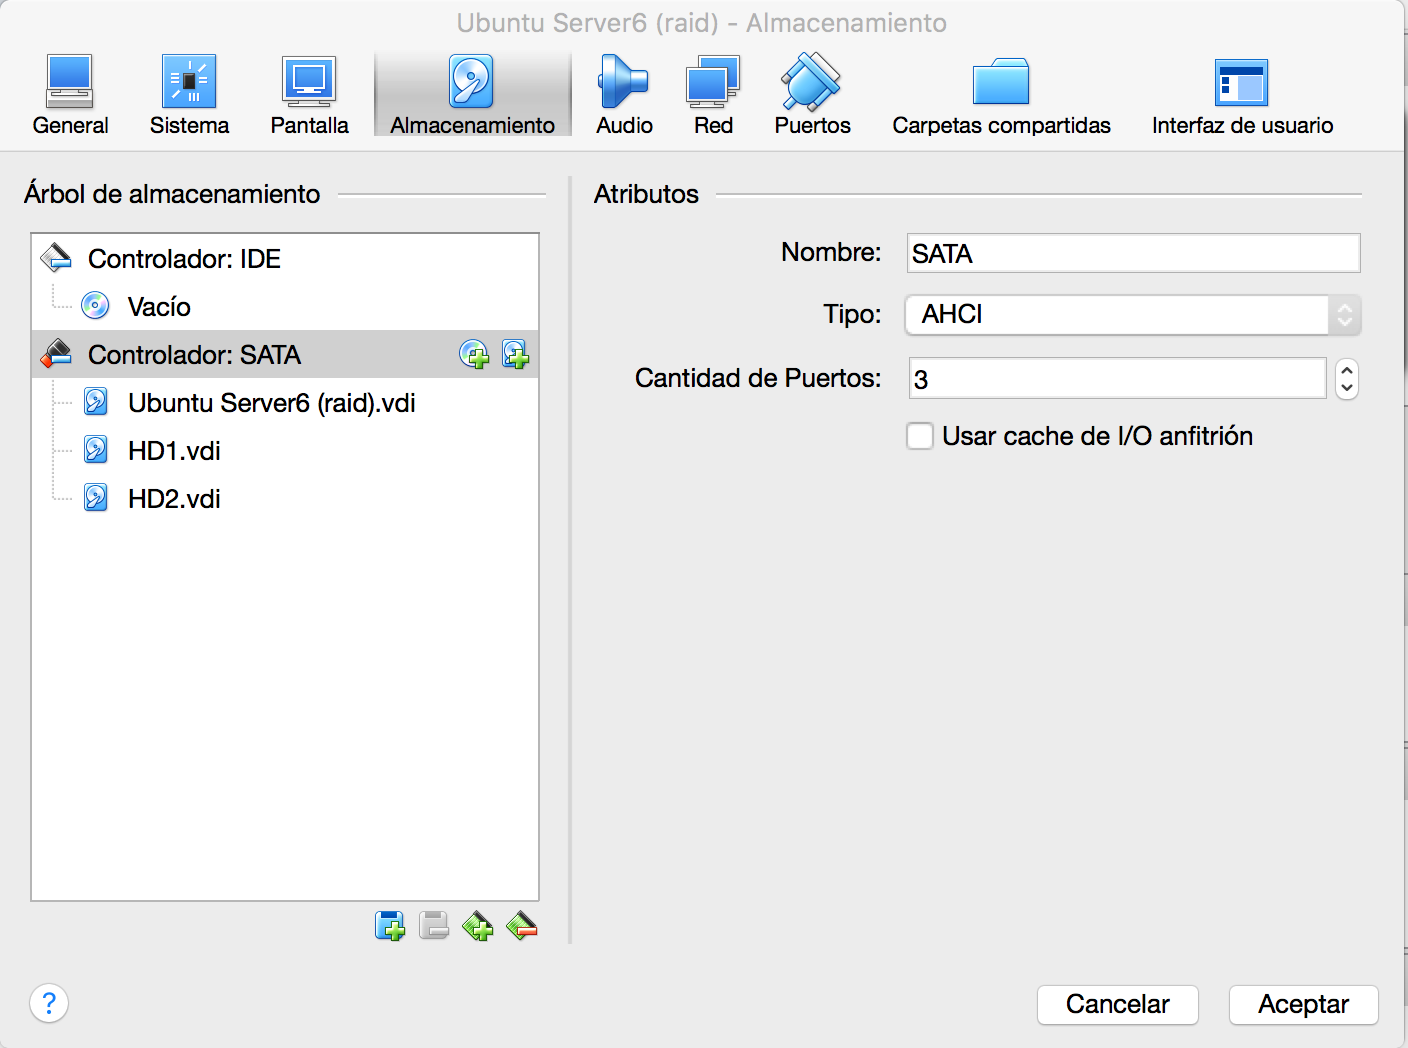 Ubuntu Server6 (raid) - Almacenamiento
General Sistema Pantalla Almacenamiento Audio Red Puertos Carpetas compartidas Interfaz de usuario
Árbol de almacenamiento
Controlador: IDE
Vacío
Controlador: SATA
Ubuntu Server6 (raid).vdi
HD1.vdi
HD2.vdi
Atributos
Nombre: SATA
Tipo: AHCI
Cantidad de Puertos: 3
Usar cache de I/O anfitrión
?
Cancelar Aceptar